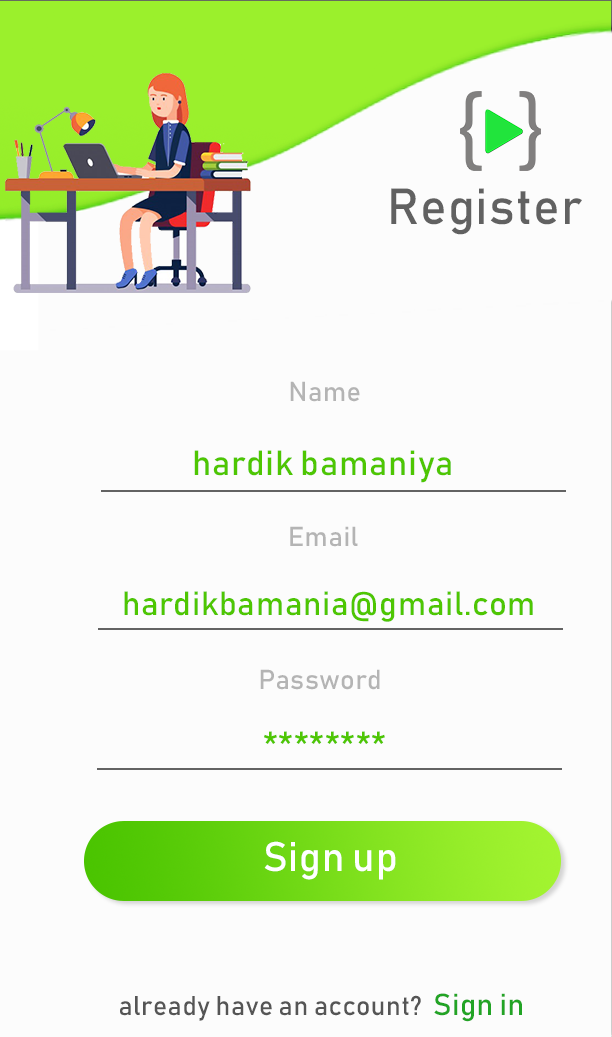 Register
Name
hardik bamaniya
Email
hardikbamania@gmail.com
Password
********
Sign up
already have an account? Sign in